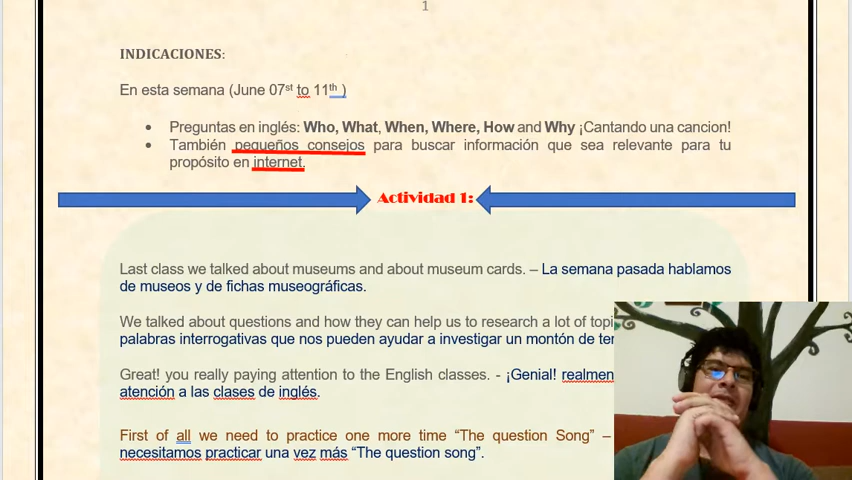 1
INDICACIONES:
En esta semana (June 07st to 11th )
• Preguntas en inglés: Who, What, When, Where, How and Why ¡Cantando una cancion!
• También pequeños consejos para buscar información que sea relevante para tu
propósito en internet.
Actividad 1:
Last class we talked about museums and about museum cards. – La semana pasada hablamos
de museos y de fichas museográficas.
We talked about questions and how they can help us to research a lot of topi
palabras interrogativas que nos pueden ayudar a investigar un montón de
Great! you really paying attention to the English classes. - ¡Genial! realmen
atención a las clases de inglés.
First of all we need to practice one more time “The question Song” –
necesitamos practicar una vez más “The question song”.